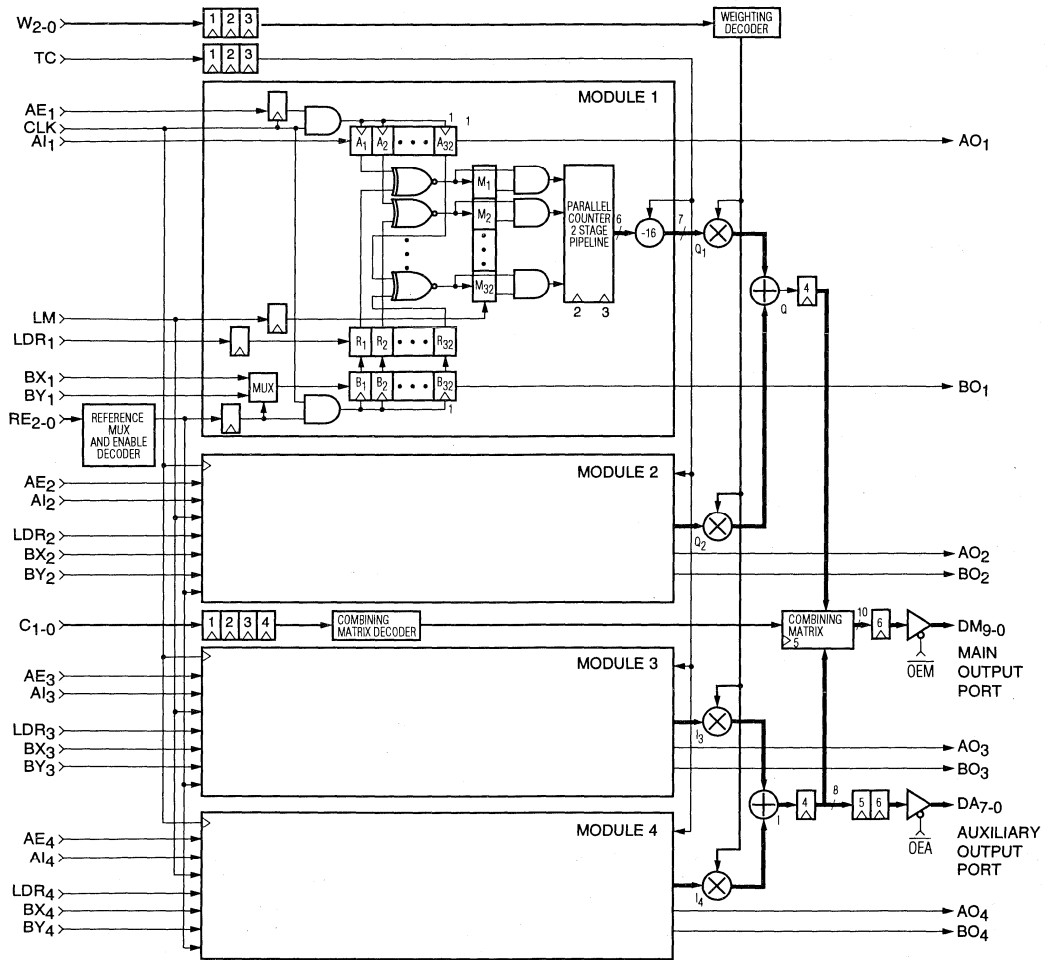 W2-0
1 2 3
WEIGHTING DECODER
TC
1 2 3
MODULE 1
AE1
CLK
AI1
1 1
A1 A2 • • • A32
AO1
M1
M2
M32
PARALLEL COUNTER 2 STAGE PIPELINE
2 3
6
-16
7
Q1
Q
4
LM
LDR1
R1 R2 • • • R32
BX1
BY1
MUX
B1 B2 • • • B32
1
BO1
RE2-0
REFERENCE MUX AND ENABLE DECODER
MODULE 2
AE2
AI2
LDR2
BX2
BY2
Q2
AO2
BO2
C1-0
1 2 3 4
COMBINING MATRIX DECODER
COMBINING MATRIX
5
10
6
DM9-0
OEM
MAIN OUTPUT PORT
MODULE 3
AE3
AI3
LDR3
BX3
BY3
I3
AO3
BO3
I
4
8
5 6
DA7-0
OEA
AUXILIARY OUTPUT PORT
MODULE 4
AE4
AI4
LDR4
BX4
BY4
I4
AO4
BO4